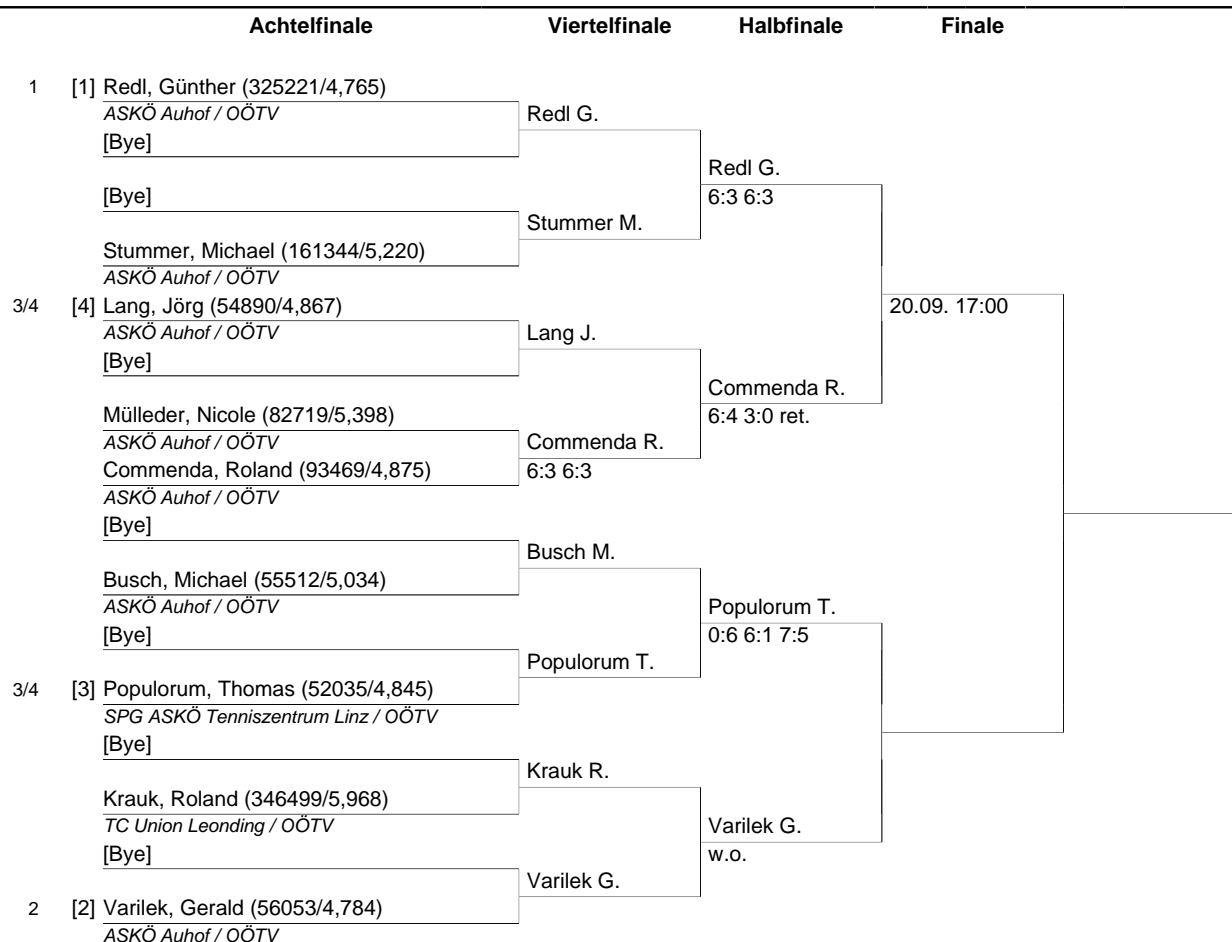 Achtelfinale Viertelfinale Halbfinale Finale
1 [1] Redl, Günther (325221/4,765)
ASKÖ Auhof / OÖTV Redl G.
[Bye]
Redl G.
[Bye] 6:3 6:3
Stummer M.
Stummer, Michael (161344/5,220)
ASKÖ Auhof / OÖTV
3/4 [4] Lang, Jörg (54890/4,867) 20.09. 17:00
ASKÖ Auhof / OÖTV Lang J.
[Bye]
Commenda R.
Mülleder, Nicole (82719/5,398) 6:4 3:0 ret.
ASKÖ Auhof / OÖTV Commenda R.
Commenda, Roland (93469/4,875) 6:3 6:3
ASKÖ Auhof / OÖTV
[Bye]
Busch M.
Busch, Michael (55512/5,034)
ASKÖ Auhof / OÖTV Populorum T.
[Bye] 0:6 6:1 7:5
Populorum T.
3/4 [3] Populorum, Thomas (52035/4,845)
SPG ASKÖ Tenniszentrum Linz / OÖTV
[Bye]
Krauk R.
Krauk, Roland (346499/5,968)
TC Union Leonding / OÖTV Varilek G.
[Bye] w.o.
Varilek G.
2 [2] Varilek, Gerald (56053/4,784)
ASKÖ Auhof / OÖTV